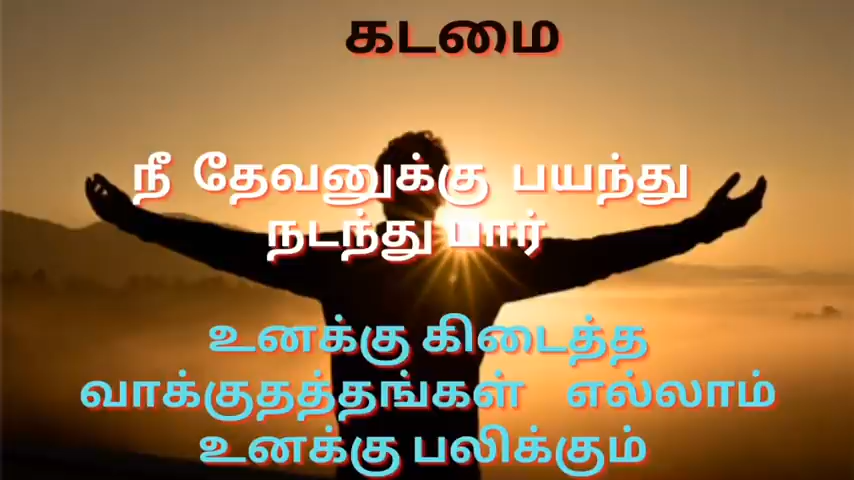 கடமை
நீ தேவனுக்கு பயந்து
நடந்து பார்
உனக்கு கிடைத்த
வாக்குதத்தங்கள் எல்லாம்
உனக்கு பலிக்கும்